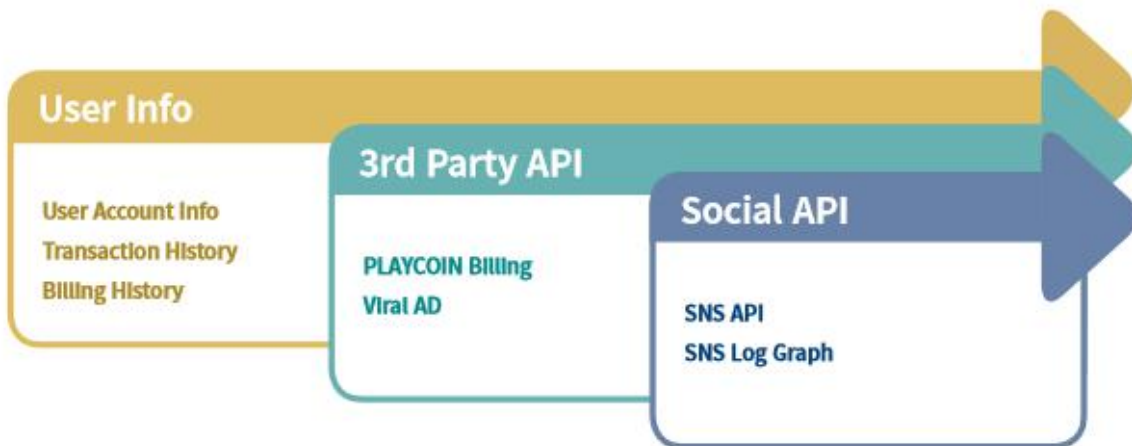 User Info
User Account Info
Transaction History
Billing History
3rd Party API
PLAYCOIN Billing
Viral AD
Social API
SNS API
SNS Log Graph